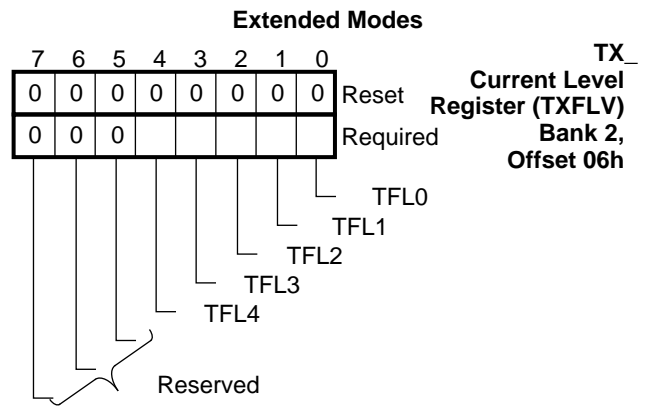 Extended Modes
7 6 5 4 3 2 1 0
0 0 0 0 0 0 0 0 Reset
0 0 0 Required
TX_
Current Level
Register (TXFLV)
Bank 2,
Offset 06h
TFL0
TFL1
TFL2
TFL3
TFL4
Reserved